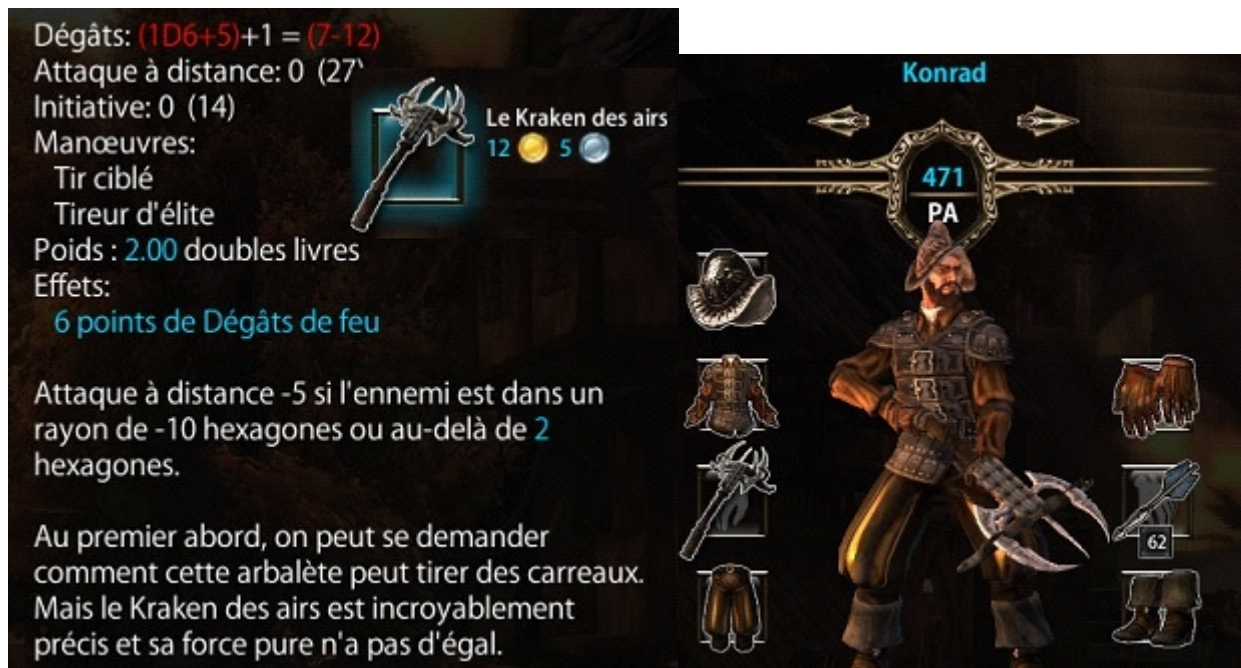 Dégâts: (1D6+5)+1 = (7-12)
Attaque à distance: 0 (27)
Initiative: 0 (14)
Manœuvres:
Tir ciblé
Tireur d'élite
Poids : 2.00 doubles livres
Effets:
6 points de Dégâts de feu
Le Kraken des airs
12 5
Attaque à distance -5 si l'ennemi est dans un
rayon de -10 hexagones ou au-delà de 2
hexagones.
Au premier abord, on peut se demander
comment cette arbalète peut tirer des carreaux.
Mais le Kraken des airs est incroyablement
précis et sa force pure n'a pas d'égal.
Konrad
471
PA
62